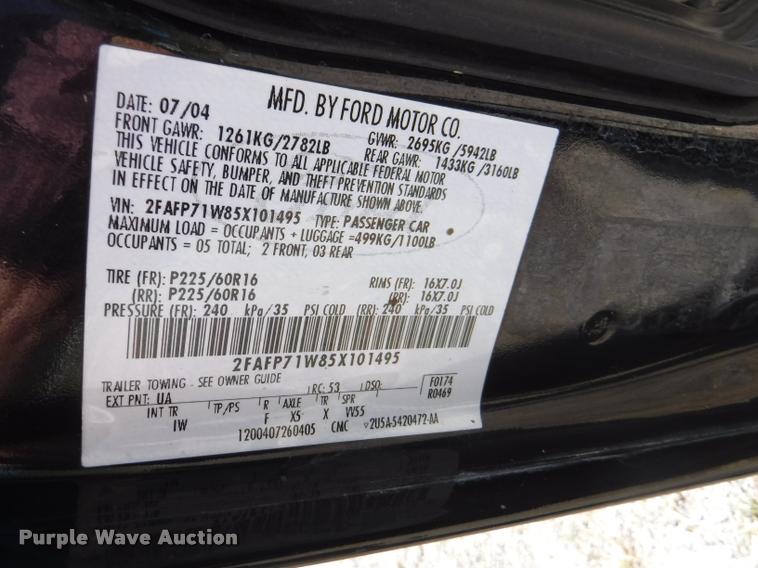 MFD. BY FORD MOTOR CO.
DATE: 07/04
GVWR: 2695KG/5942LB
FRONT GAWR: 1261KG/2782LB
REAR GAWR: 1433KG/3160LB
THIS VEHICLE CONFORMS TO ALL APPLICABLE FEDERAL MOTOR
VEHICLE SAFETY, BUMPER, AND THEFT PREVENTION STANDARDS
IN EFFECT ON THE DATE OF MANUFACTURE SHOWN ABOVE.
VIN: 2FAFP71W85X101495 TYPE: PASSENGER CAR
MAXIMUM LOAD = OCCUPANTS + LUGGAGE =499KG/1100LB
OCCUPANTS = 05 TOTAL; 2 FRONT, 03 REAR
TIRE (FR): P225/60R16 RINS (FR): 16X7.0J
(RR): P225/60R16 (RR): 16X7.0J
PRESSURE (FR): 240 kPa/35 PSI COLD (RR): 240 kPa/35 PSI COLD
2FAFP71W85X101495
TRAILER TOWING - SEE OWNER GUIDE
EXT PNT: UA RC: 53 DSO: F0174
R0469
INT TR TP/PS R AXLE TR SPR
IW F X5 X VV55
1200407260405 CNC 2U5A-5420472-AA
Purple Wave Auction